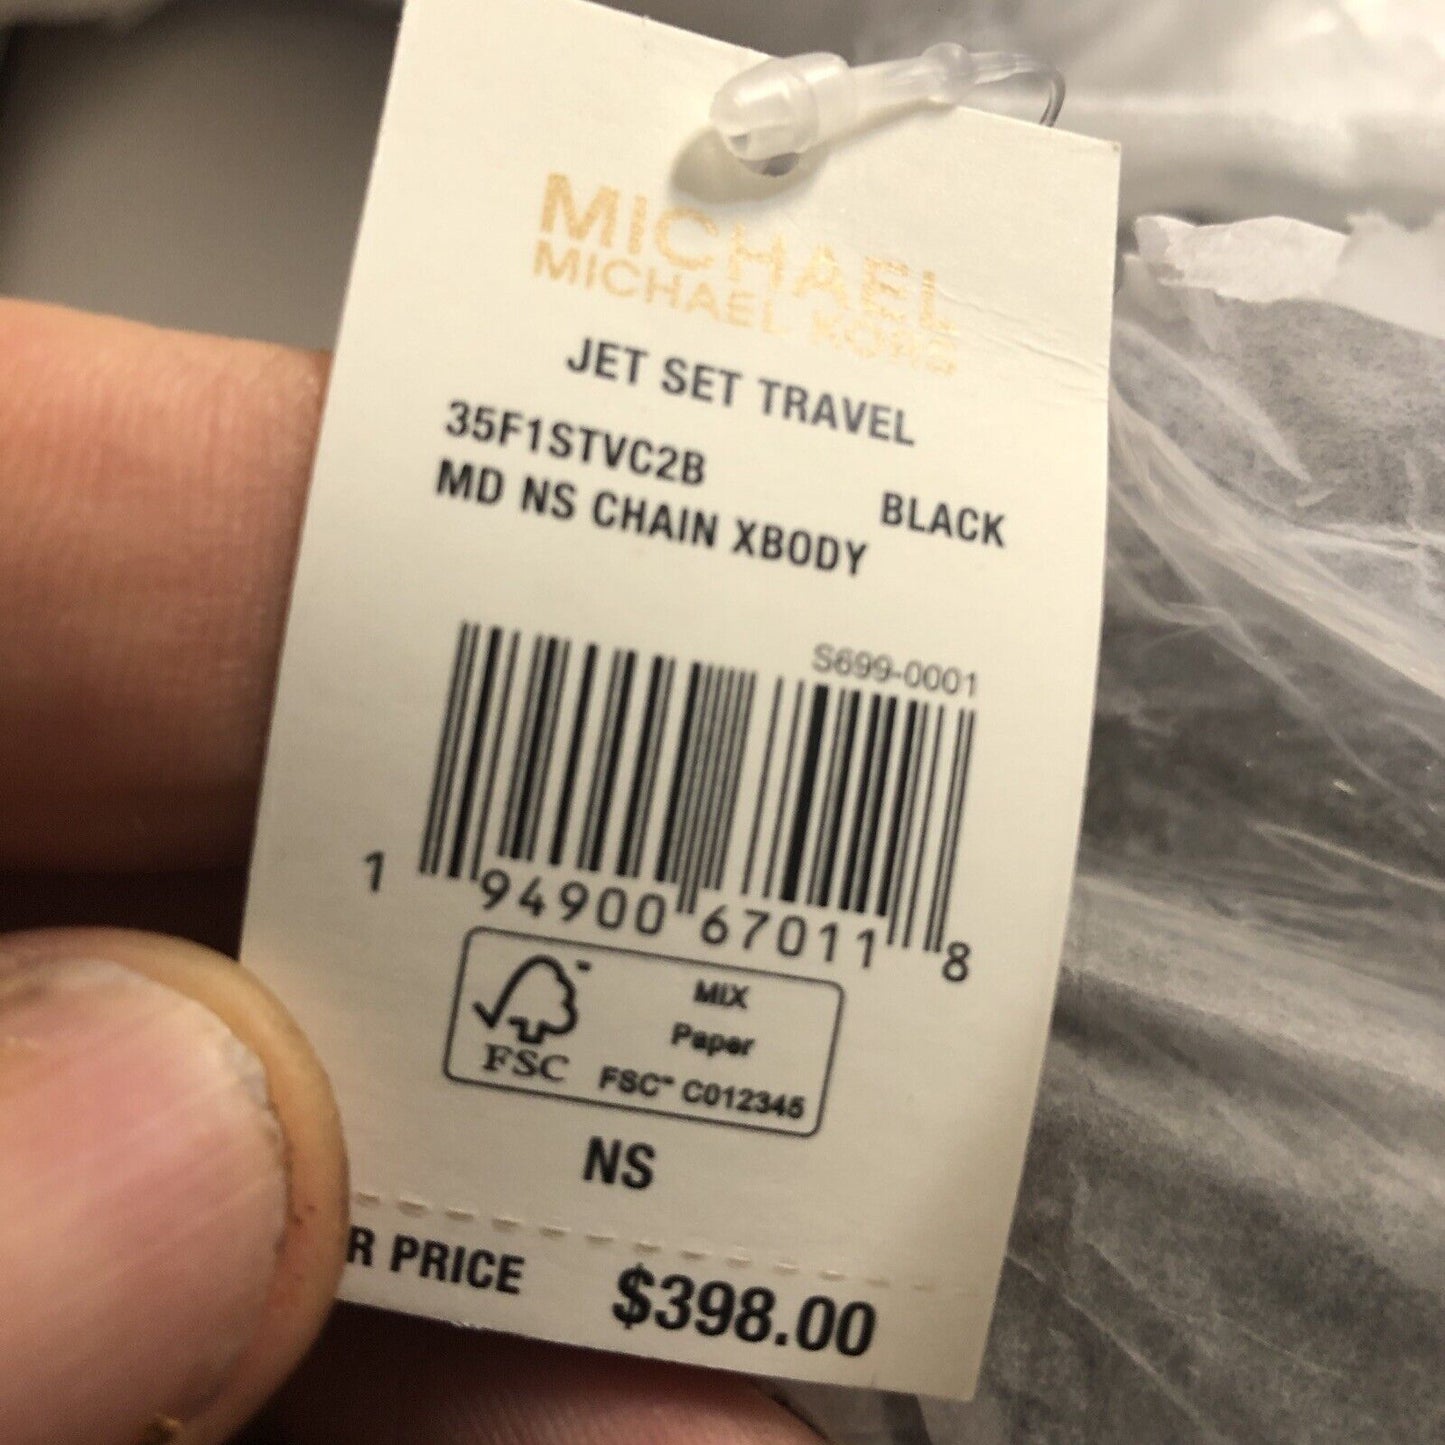 MICHAEL
MICHAEL KORS
JET SET TRAVEL
35F1STVC2B
BLACK
MD NS CHAIN XBODY
S699-0001
1 94900 67011 8
FSC
MIX
Paper
FSC™ C012345
NS
R PRICE $398.00